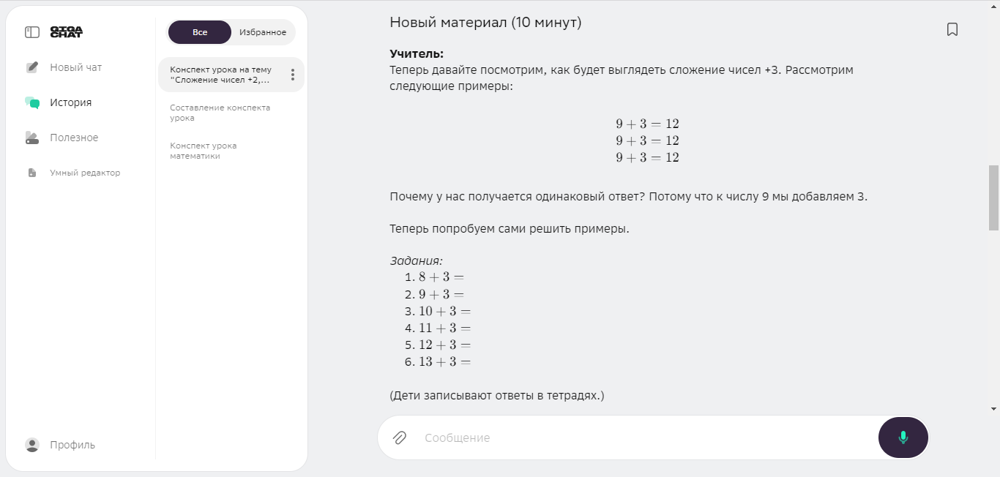 GIGA
CHAT
Новый чат
История
Полезное
Умный редактор
Профиль
Все
Избранное
Конспект урока на тему
"Сложение чисел +2,...
Составление конспекта
урока
Конспект урока
математики
Новый материал (10 минут)
Учитель:
Теперь давайте посмотрим, как будет выглядеть сложение чисел +3. Рассмотрим
следующие примеры:
9 + 3 = 12
9 + 3 = 12
9 + 3 = 12
Почему у нас получается одинаковый ответ? Потому что к числу 9 мы добавляем 3.
Теперь попробуем сами решить примеры.
Задания:
1. 8 + 3 =
2. 9 + 3 =
3. 10 + 3 =
4. 11 + 3 =
5. 12 + 3 =
6. 13 + 3 =
(Дети записывают ответы в тетрадях.)
Сообщение